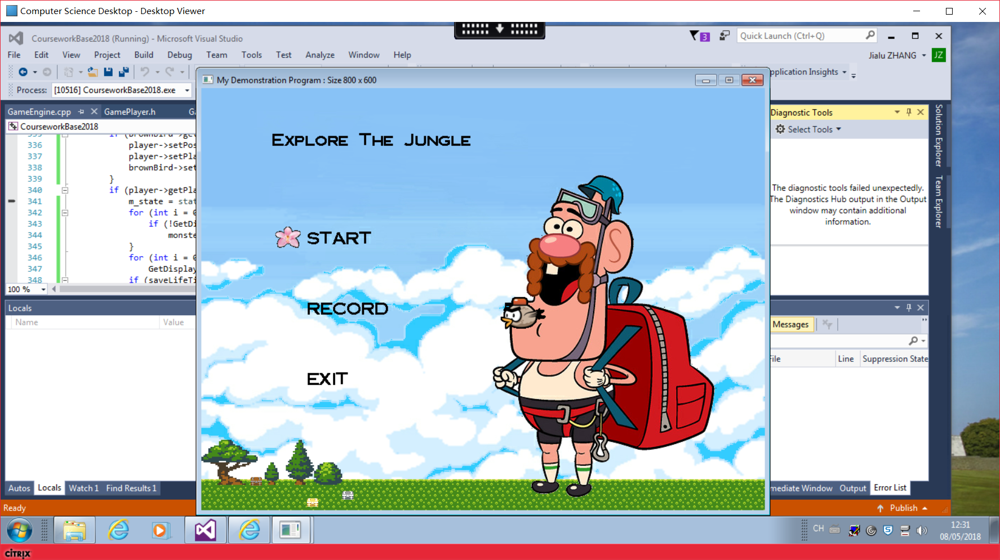 Computer Science Desktop - Desktop Viewer
CourseworkBase2018 (Running) - Microsoft Visual Studio
3
Quick Launch (Ctrl+Q)
File Edit View Project Build Debug Team Tools Test Analyze Window Help
Jialu ZHANG JZ
Application Insights
Process: [10516] CourseworkBase2018.exe
My Demonstration Program : Size 800 x 600
GameEngine.cpp GamePlayer.h
CourseworkBase2018
336 player->setPos
337 player->setPla
338 brownBird->set
339 }
340 if (player->getPla
341 m_state = stat
342 for (int i = 0
343 if (!GetDi
344 monste
345 }
346 for (int i = 0
347 GetDisplay
348 if (saveLifeTi
100 %
Locals
Name Value
Autos Locals Watch 1 Find Results 1
Ready
EXPLORE THE JUNGLE
START
RECORD
EXIT
Diagnostic Tools
Select Tools
The diagnostic tools failed unexpectedly.
The Diagnostics Hub output in the Output
window may contain additional
information.
Solution Explorer
Team Explorer
Messages
File Line Suppression State
mediate Window Output Error List
Publish
CH
12:31
08/05/2018
CİTRIX